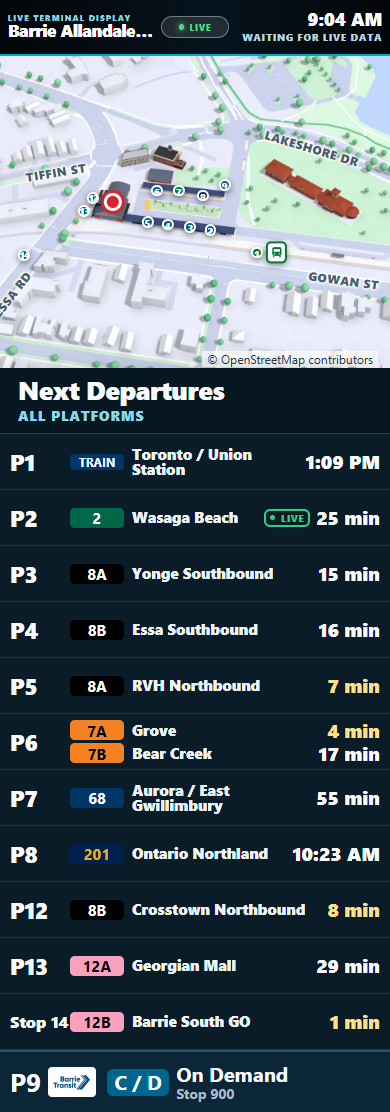 LIVE TERMINAL DISPLAY
Barrie Allandale...
LIVE
9:04 AM
WAITING FOR LIVE DATA
TIFFIN ST
LAKESHORE DR
GOWAN ST
ESSA RD
© OpenStreetMap contributors
Next Departures
ALL PLATFORMS
P1 TRAIN Toronto / Union Station 1:09 PM
P2 2 Wasaga Beach LIVE 25 min
P3 8A Yonge Southbound 15 min
P4 8B Essa Southbound 16 min
P5 8A RVH Northbound 7 min
P6 7A Grove 4 min
7B Bear Creek 17 min
P7 68 Aurora / East Gwillimbury 55 min
P8 201 Ontario Northland 10:23 AM
P12 8B Crosstown Northbound 8 min
P13 12A Georgian Mall 29 min
Stop 14 12B Barrie South GO 1 min
P9 Barrie Transit C / D On Demand
Stop 900